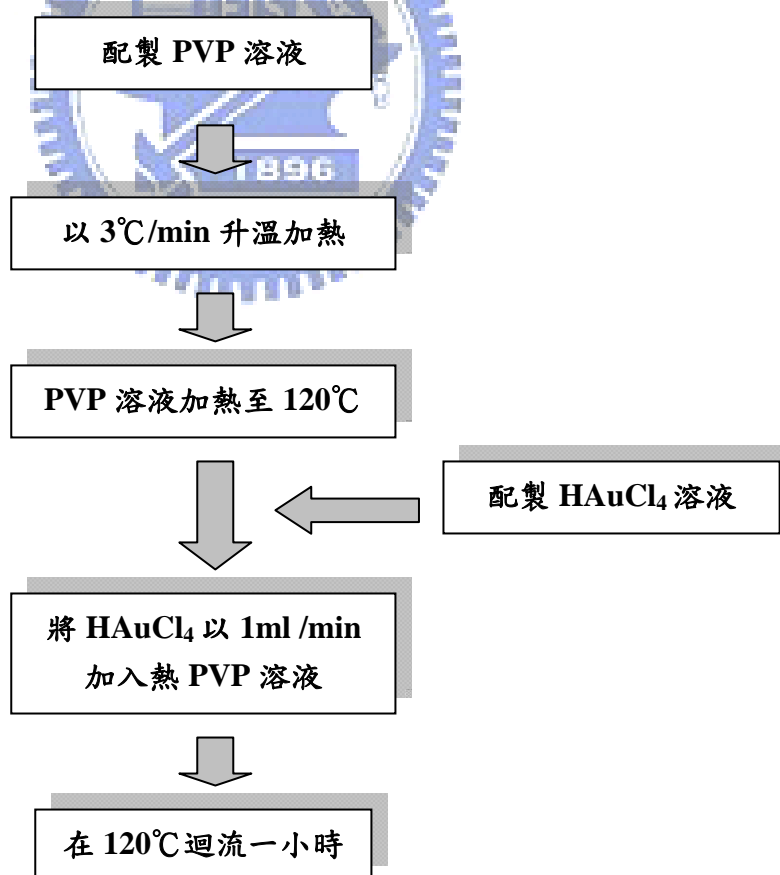 配製 PVP 溶液
1896
以 3℃/min 升溫加熱
PVP 溶液加熱至 120℃
配製 HAuCl₄ 溶液
將 HAuCl₄ 以 1ml /min
加入熱 PVP 溶液
在 120℃迴流一小時